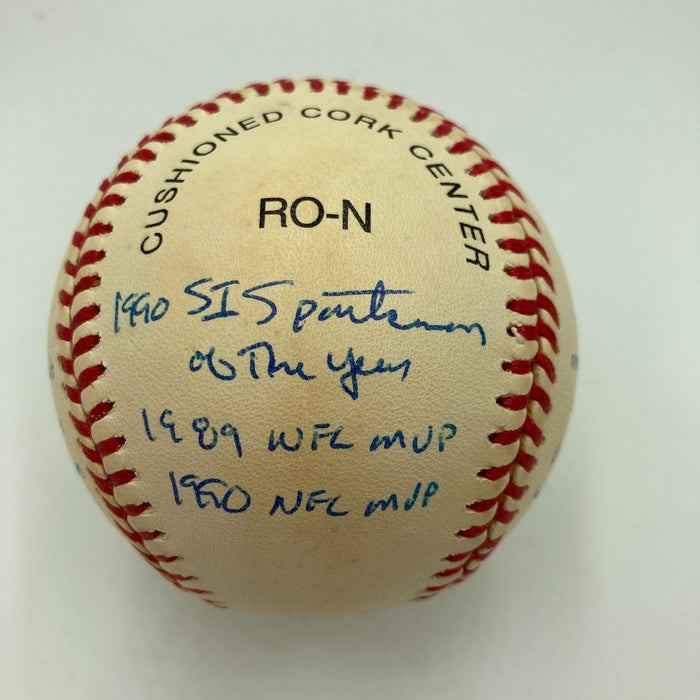 CUSHIONED CORK CENTER
RO-N
1990 SI Sportsman
of The Year
1989 NFL MVP
1990 NFL MVP